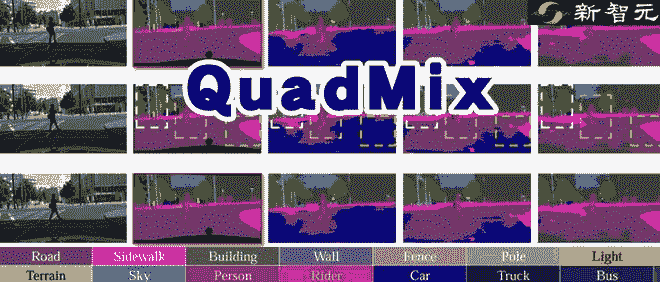 新智元
QuadMix
Road Sidewalk Building Wall Fence Pole Light
Terrain Sky Person Rider Car Truck Bus